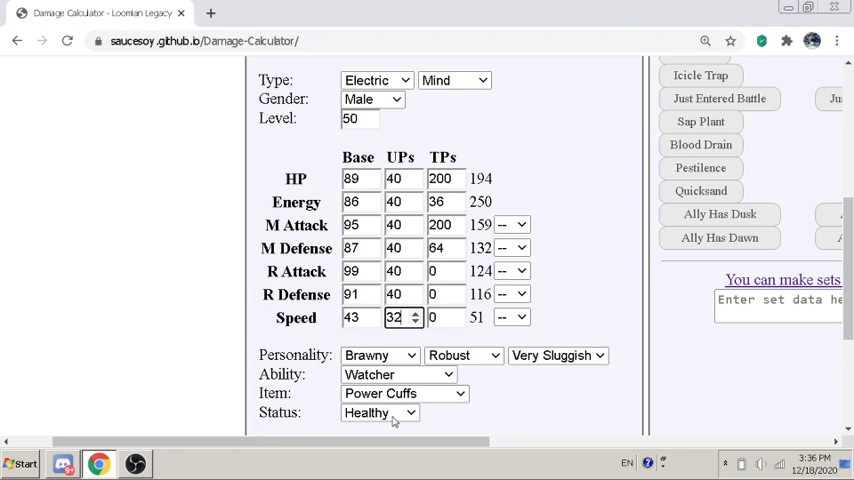 Damage Calculator - Loomian Legacy
saucesoy.github.io/Damage-Calculator/
Type: Electric Mind
Gender: Male
Level: 50
Base UPs TPs
HP 89 40 200 194
Energy 86 40 36 250
M Attack 95 40 200 159 --
M Defense 87 40 64 132 --
R Attack 99 40 0 124 --
R Defense 91 40 0 116 --
Speed 43 32 0 51 --
Personality: Brawny Robust Very Sluggish
Ability: Watcher
Item: Power Cuffs
Status: Healthy
Icicle Trap
Just Entered Battle Jus
Sap Plant
Blood Drain
Pestilence
Quicksand
Ally Has Dusk
Ally Has Dawn
You can make sets
Enter set data he
Start
EN
3:36 PM
12/18/2020